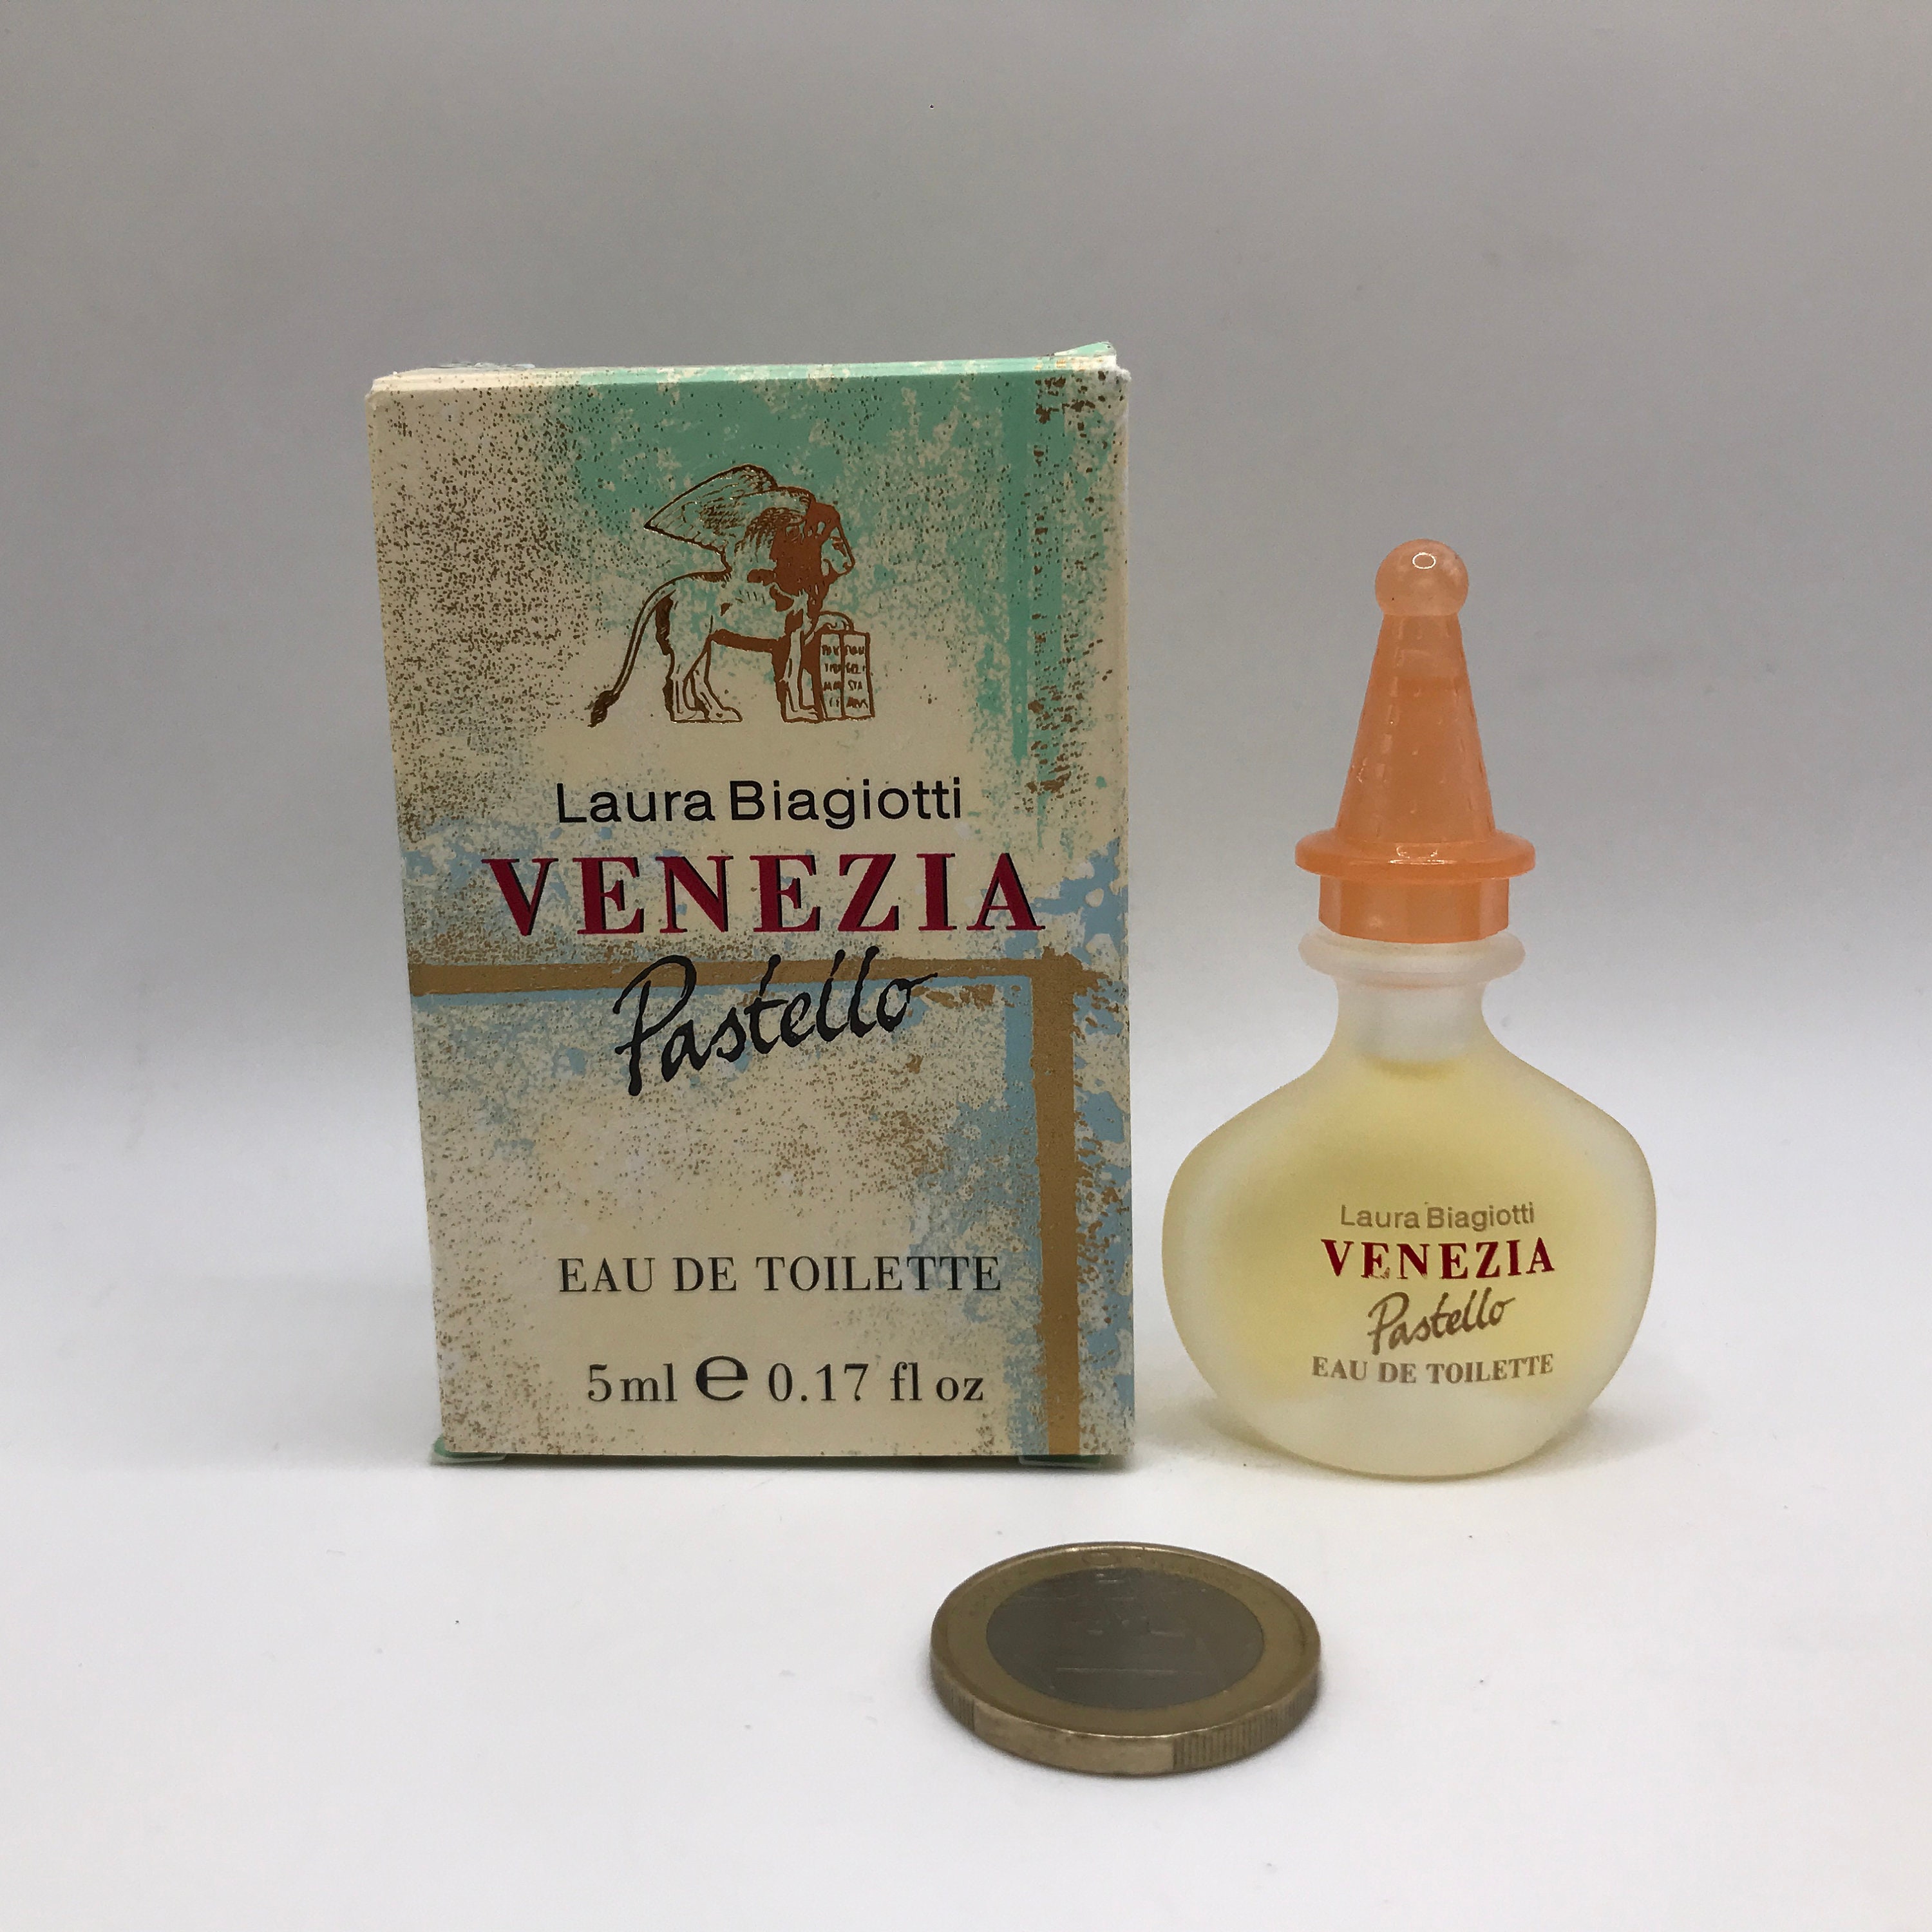 Laura Biagiotti
VENEZIA
Pastello
EAU DE TOILETTE
5ml ℮ 0.17 fl oz
Laura Biagiotti
VENEZIA
Pastello
EAU DE TOILETTE